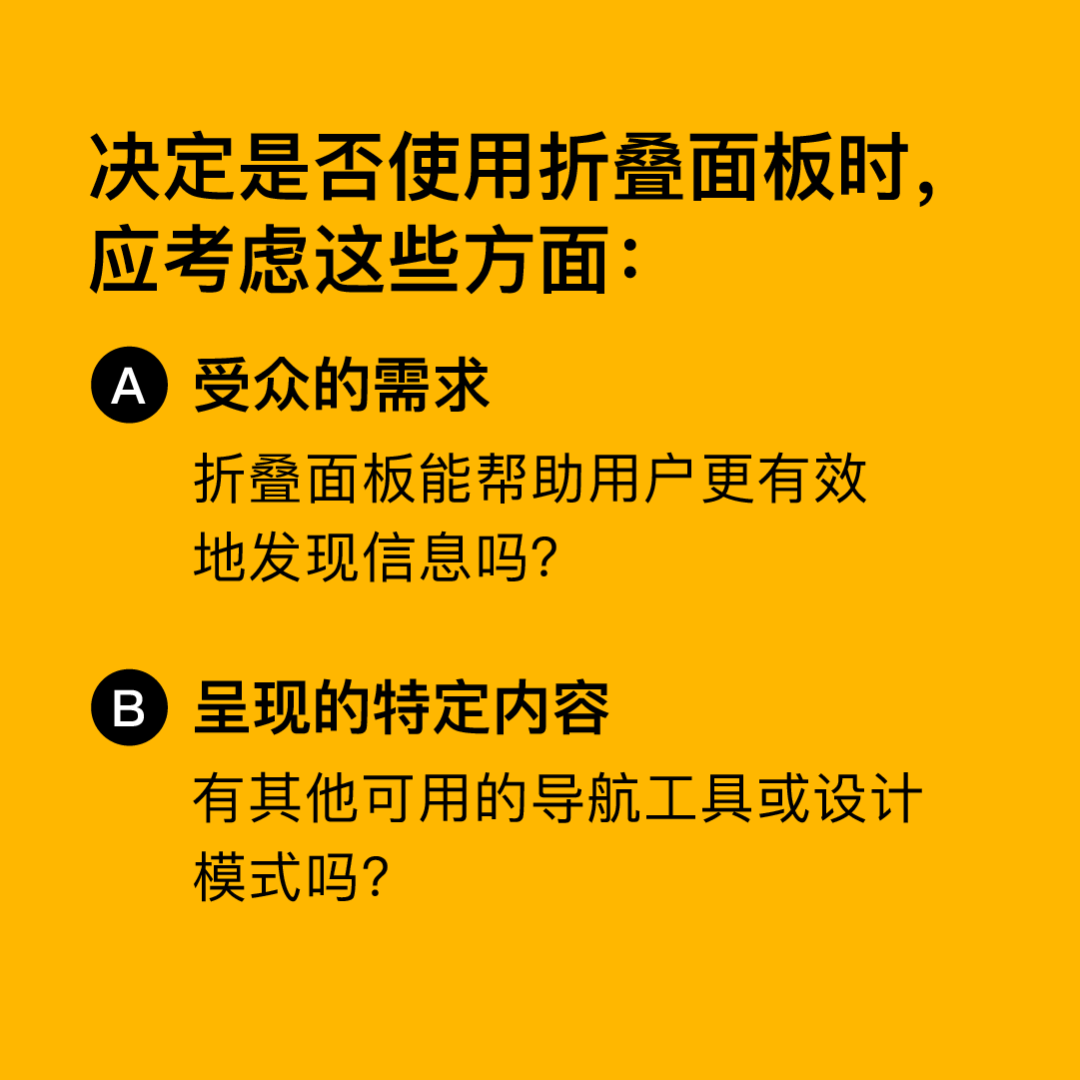 决定是否使用折叠面板时，
应考虑这些方面：
A 受众的需求
折叠面板能帮助用户更有效
地发现信息吗？
B 呈现的特定内容
有其他可用的导航工具或设计
模式吗？